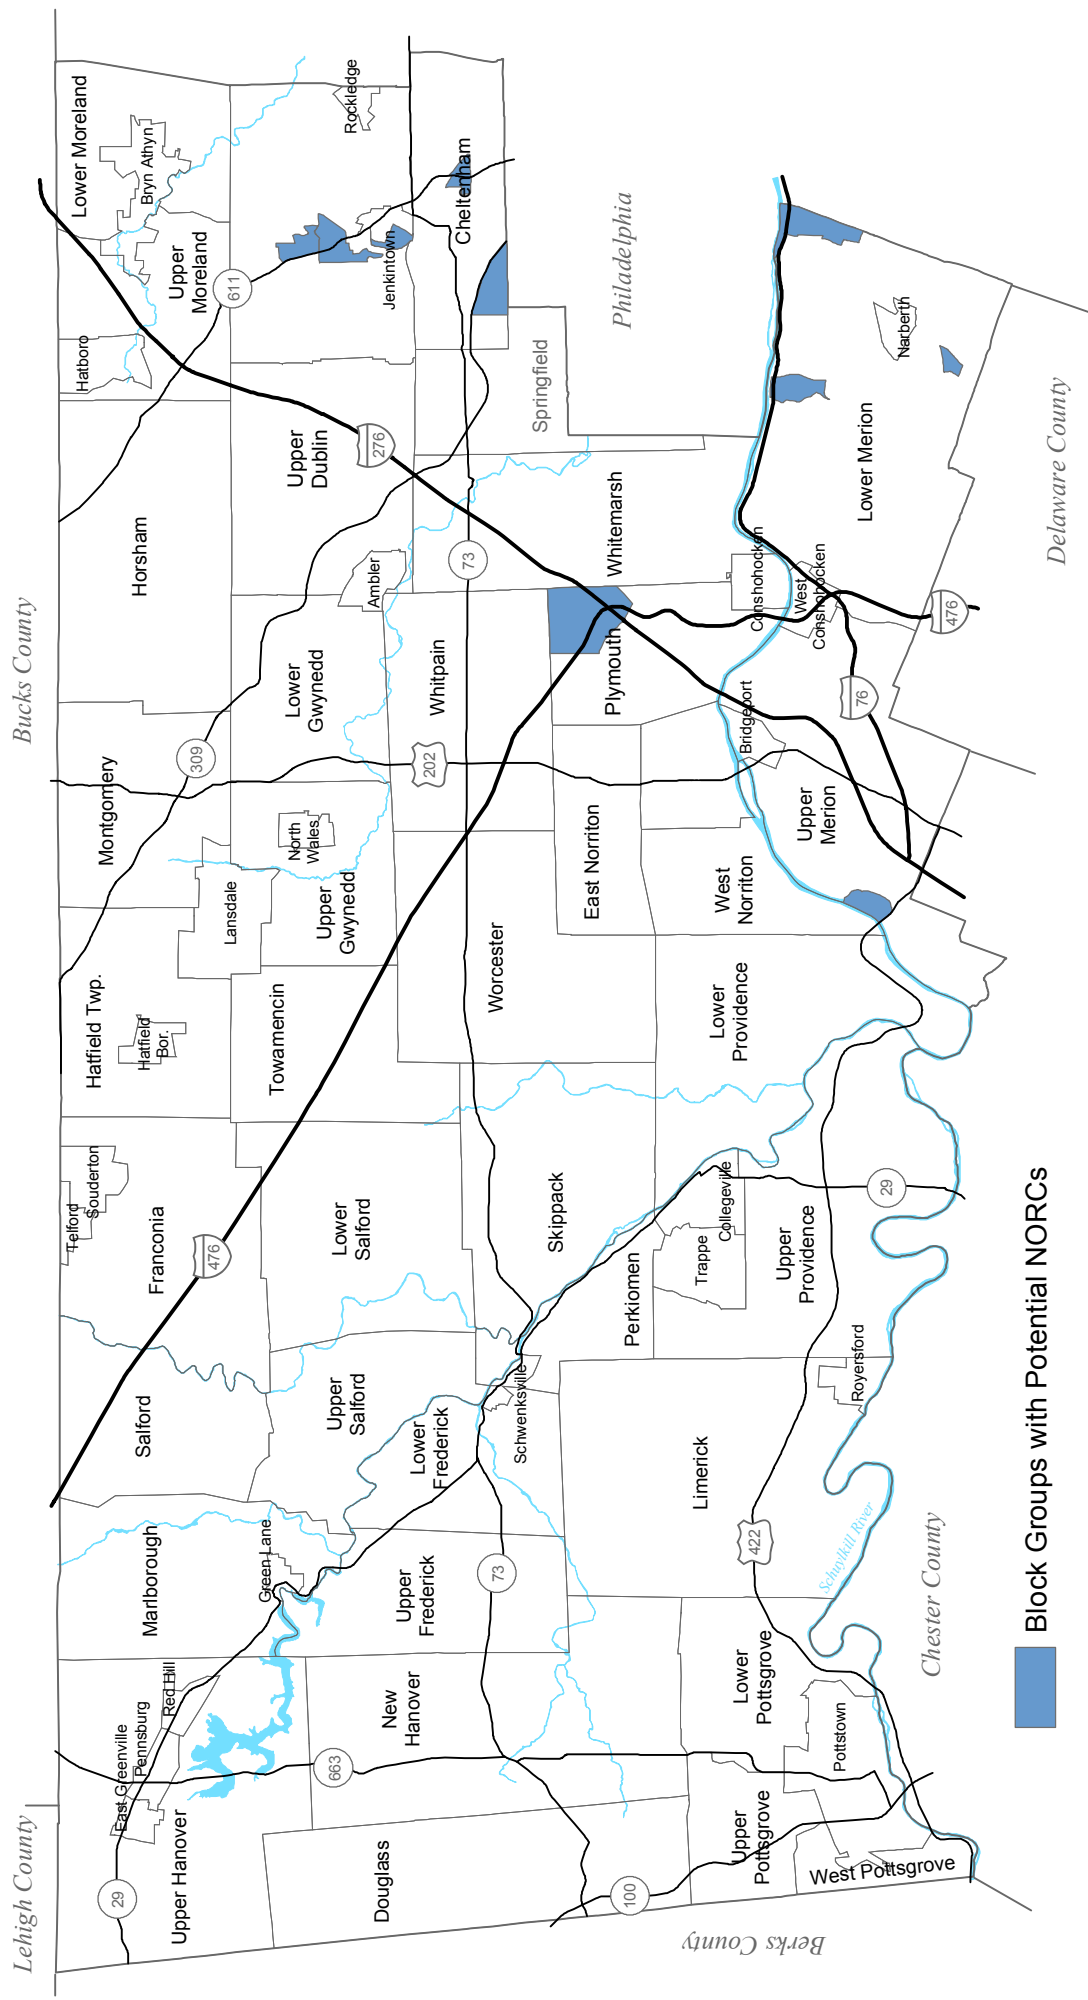 Lehigh County
Bucks County
Berks County
Chester County
Delaware County
Philadelphia
Upper Hanover
East Greenville
Pennsburg
Red Hill
Marlborough
Green Lane
Salford
Franconia
Telford
Souderton
Hatfield Twp.
Hatfield
Bor.
Lansdale
Montgomery
Horsham
Hatboro
Upper
Moreland
Bryn Athyn
Lower Moreland
Rockledge
Douglass
New
Hanover
Upper
Frederick
Lower
Frederick
Upper
Salford
Lower
Salford
Towamencin
Upper
Gwynedd
North
Wales
Lower
Gwynedd
Ambler
Upper
Dublin
Jenkintown
Cheltenham
Springfield
Schwenksville
Perkiomen
Skippack
Worcester
Whitpain
East Norriton
Plymouth
Whitemarsh
Upper
Pottsgrove
West Pottsgrove
Pottstown
Lower
Pottsgrove
Limerick
Royersford
Upper
Providence
Trappe
Collegeville
Lower
Providence
West
Norriton
Upper
Merion
Bridgeport
Conshohocken
West
Conshohocken
Lower Merion
Narberth
Schuylkill River
29
663
100
73
422
476
29
309
202
73
276
611
76
476
Block Groups with Potential NORCs